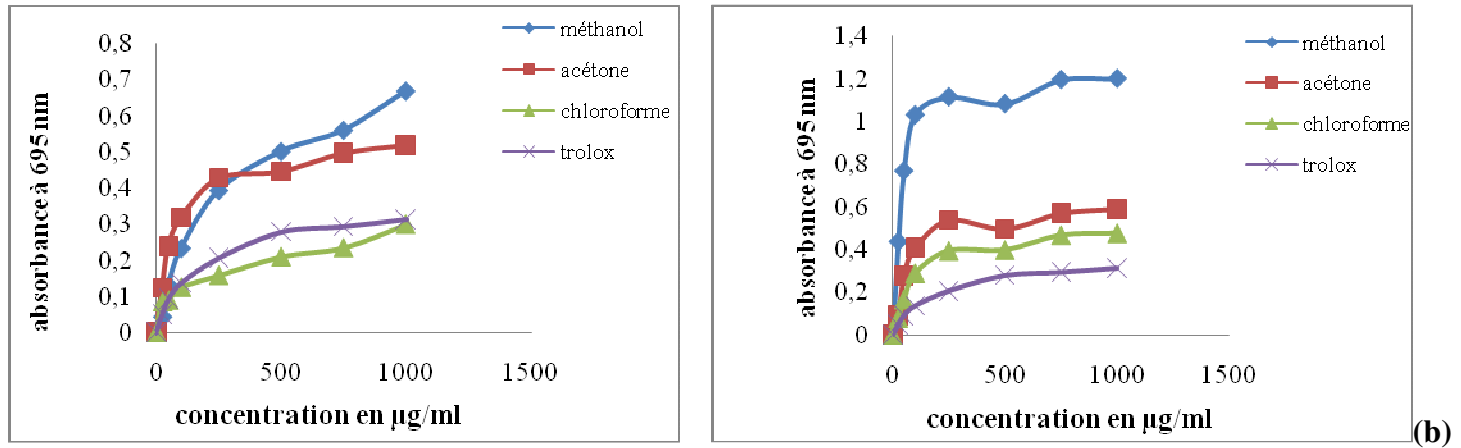 0,8
0,7
0,6
0,5
0,4
0,3
0,2
0,1
0
absorbance à 695nm
0 500 1000 1500
concentration en µg/ml
méthanol
acétone
chloroforme
trolox
1,4
1,2
1
0,8
0,6
0,4
0,2
0
absorbance à 695nm
0 500 1000 1500
concentration en µg/ml
méthanol
acétone
chloroforme
trolox
(b)